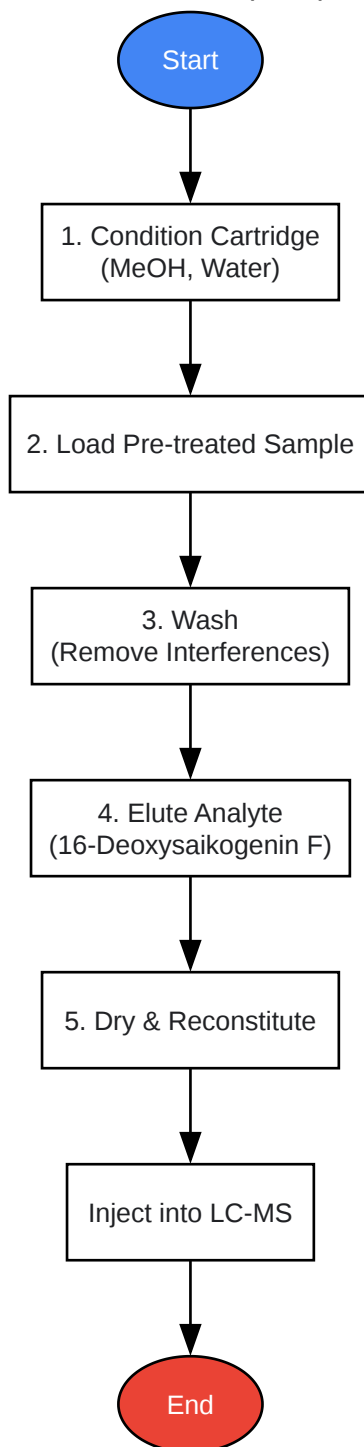 Start
1. Condition Cartridge
(MeOH, Water)
2. Load Pre-treated Sample
3. Wash
(Remove Interferences)
4. Elute Analyte
(16-Deoxysaikogenin F)
5. Dry & Reconstitute
Inject into LC-MS
End